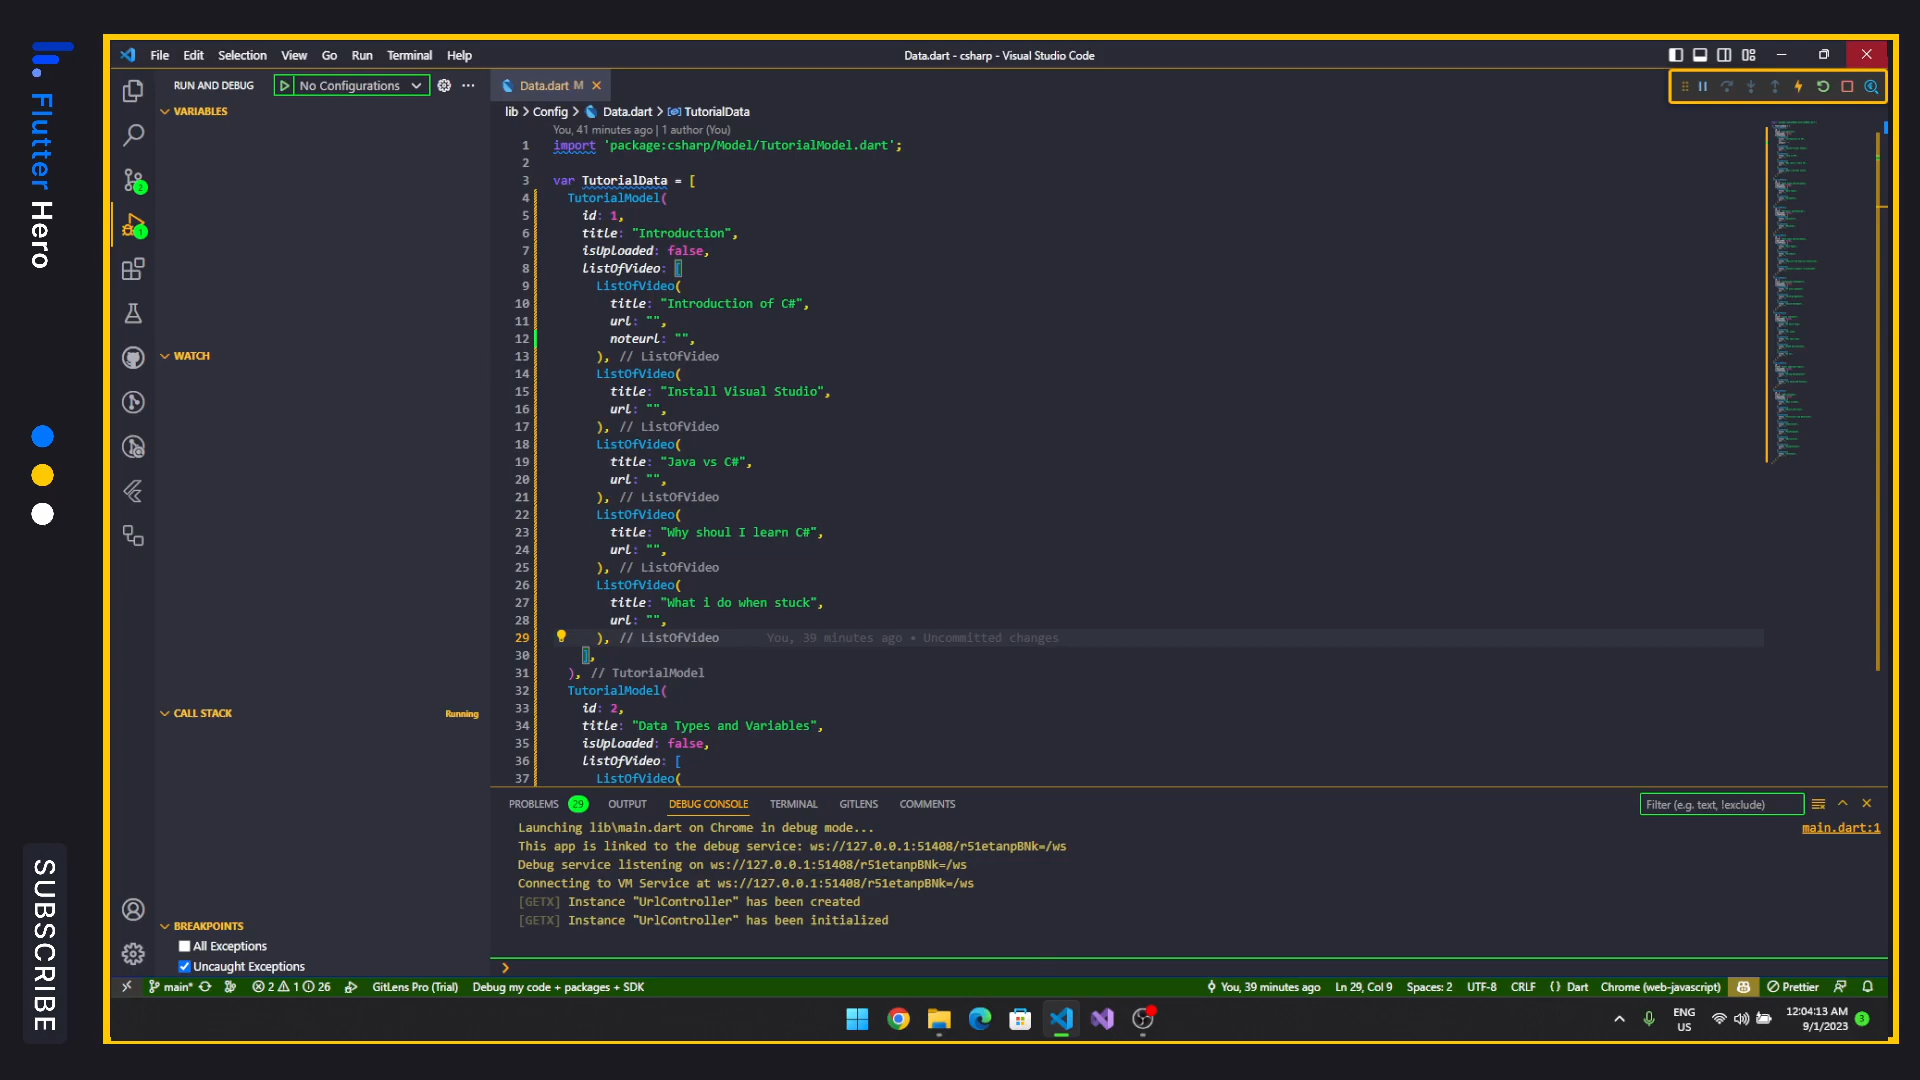 Flutter Hero
SUBSCRIBE
File Edit Selection View Go Run Terminal Help
Data.dart - csharp - Visual Studio Code
RUN AND DEBUG
No Configurations
Data.dart M
VARIABLES
lib > Config > Data.dart > TutorialData
You, 41 minutes ago | 1 author (You)
1 import 'package:csharp/Model/TutorialModel.dart';
2
3 var TutorialData = [
4 TutorialModel(
5 id: 1,
6 title: "Introduction",
7 isUploaded: false,
8 listOfVideo: [
9 ListOfVideo(
10 title: "Introduction of C#",
11 url: "",
12 noteurl: "",
13 ), // ListOfVideo
14 ListOfVideo(
15 title: "Install Visual Studio",
16 url: "",
17 ), // ListOfVideo
18 ListOfVideo(
19 title: "Java vs C#",
20 url: "",
21 ), // ListOfVideo
22 ListOfVideo(
23 title: "Why shoul I learn C#",
24 url: "",
25 ), // ListOfVideo
26 ListOfVideo(
27 title: "What i do when stuck",
28 url: "",
29 ), // ListOfVideo You, 39 minutes ago • Uncommitted changes
30 ],
31 ), // TutorialModel
32 TutorialModel(
33 id: 2,
34 title: "Data Types and Variables",
35 isUploaded: false,
36 listOfVideo: [
37 ListOfVideo(
2
1
WATCH
CALL STACK
Running
BREAKPOINTS
All Exceptions
Uncaught Exceptions
PROBLEMS 29 OUTPUT DEBUG CONSOLE TERMINAL GITLENS COMMENTS
Filter (e.g. text, !exclude)
Launching lib\main.dart on Chrome in debug mode...
main.dart:1
This app is linked to the debug service: ws://127.0.0.1:51408/r51etanpBNk=/ws
Debug service listening on ws://127.0.0.1:51408/r51etanpBNk=/ws
Connecting to VM Service at ws://127.0.0.1:51408/r51etanpBNk=/ws
[GETX] Instance "UrlController" has been created
[GETX] Instance "UrlController" has been initialized
main* 2 1 26 GitLens Pro (Trial) Debug my code + packages + SDK
You, 39 minutes ago Ln 29, Col 9 Spaces: 2 UTF-8 CRLF {} Dart Chrome (web-javascript) Prettier
ENG
US
12:04:13 AM
9/1/2023
3